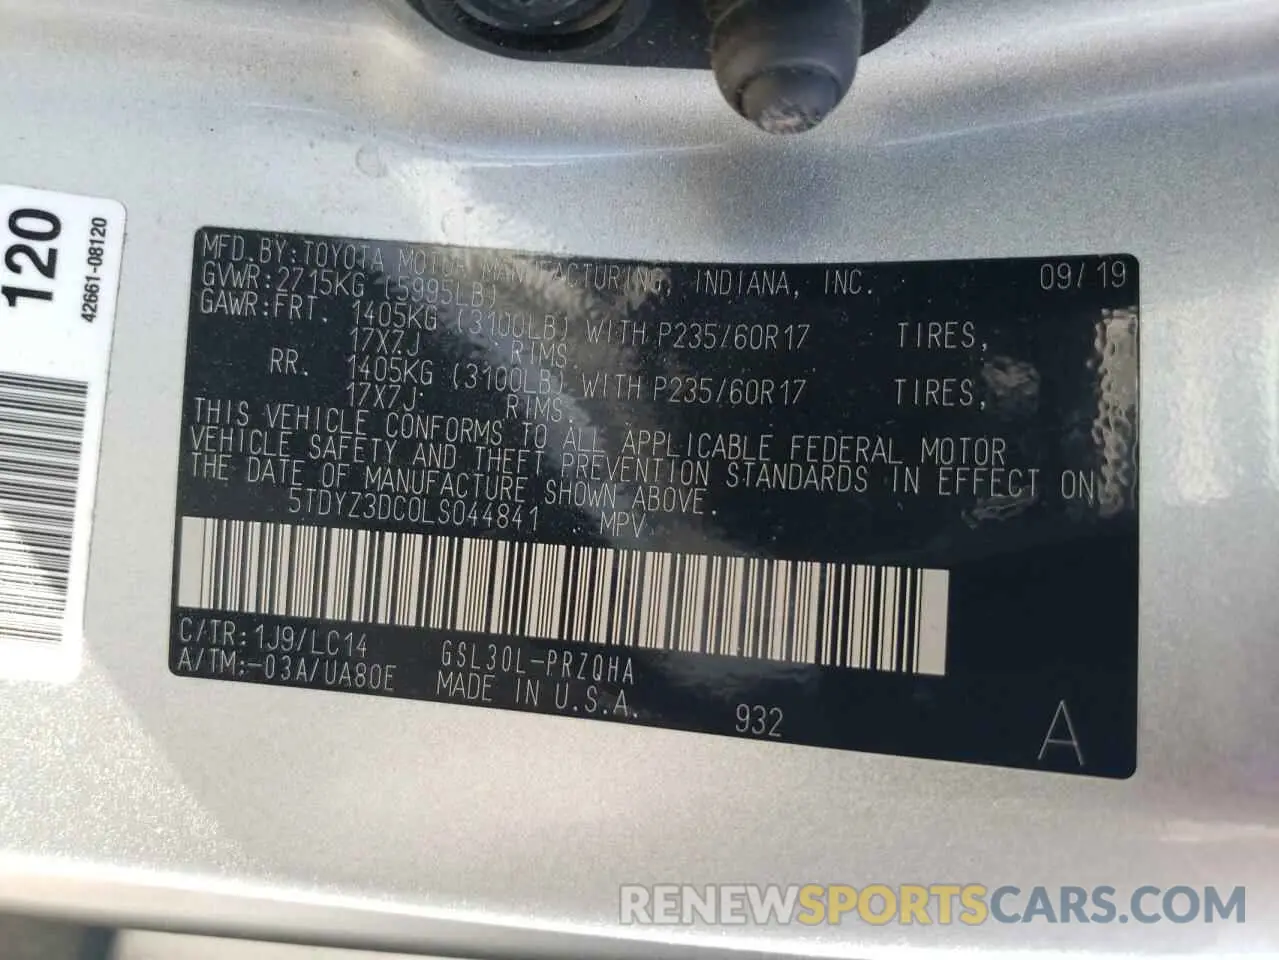 120
42661-08120
MFD.BY:TOYOTA MOTOR MANUFACTURING, INDIANA, INC. 09/19
GVWR:2715KG (5995LB)
GAWR:FRT. 1405KG (3100LB) WITH P235/60R17 TIRES,
17X7J RIMS
RR. 1405KG (3100LB) WITH P235/60R17 TIRES,
17X7J RIMS.
THIS VEHICLE CONFORMS TO ALL APPLICABLE FEDERAL MOTOR
VEHICLE SAFETY AND THEFT PREVENTION STANDARDS IN EFFECT ON
THE DATE OF MANUFACTURE SHOWN ABOVE.
5TDYZ3DC0LS044841 MPV
C/TR:1J9/LC14 GSL30L-PRZQHA
A/TM:-03A/UA80E MADE IN U.S.A. 932
A
RENEWSPORTSCARS.COM